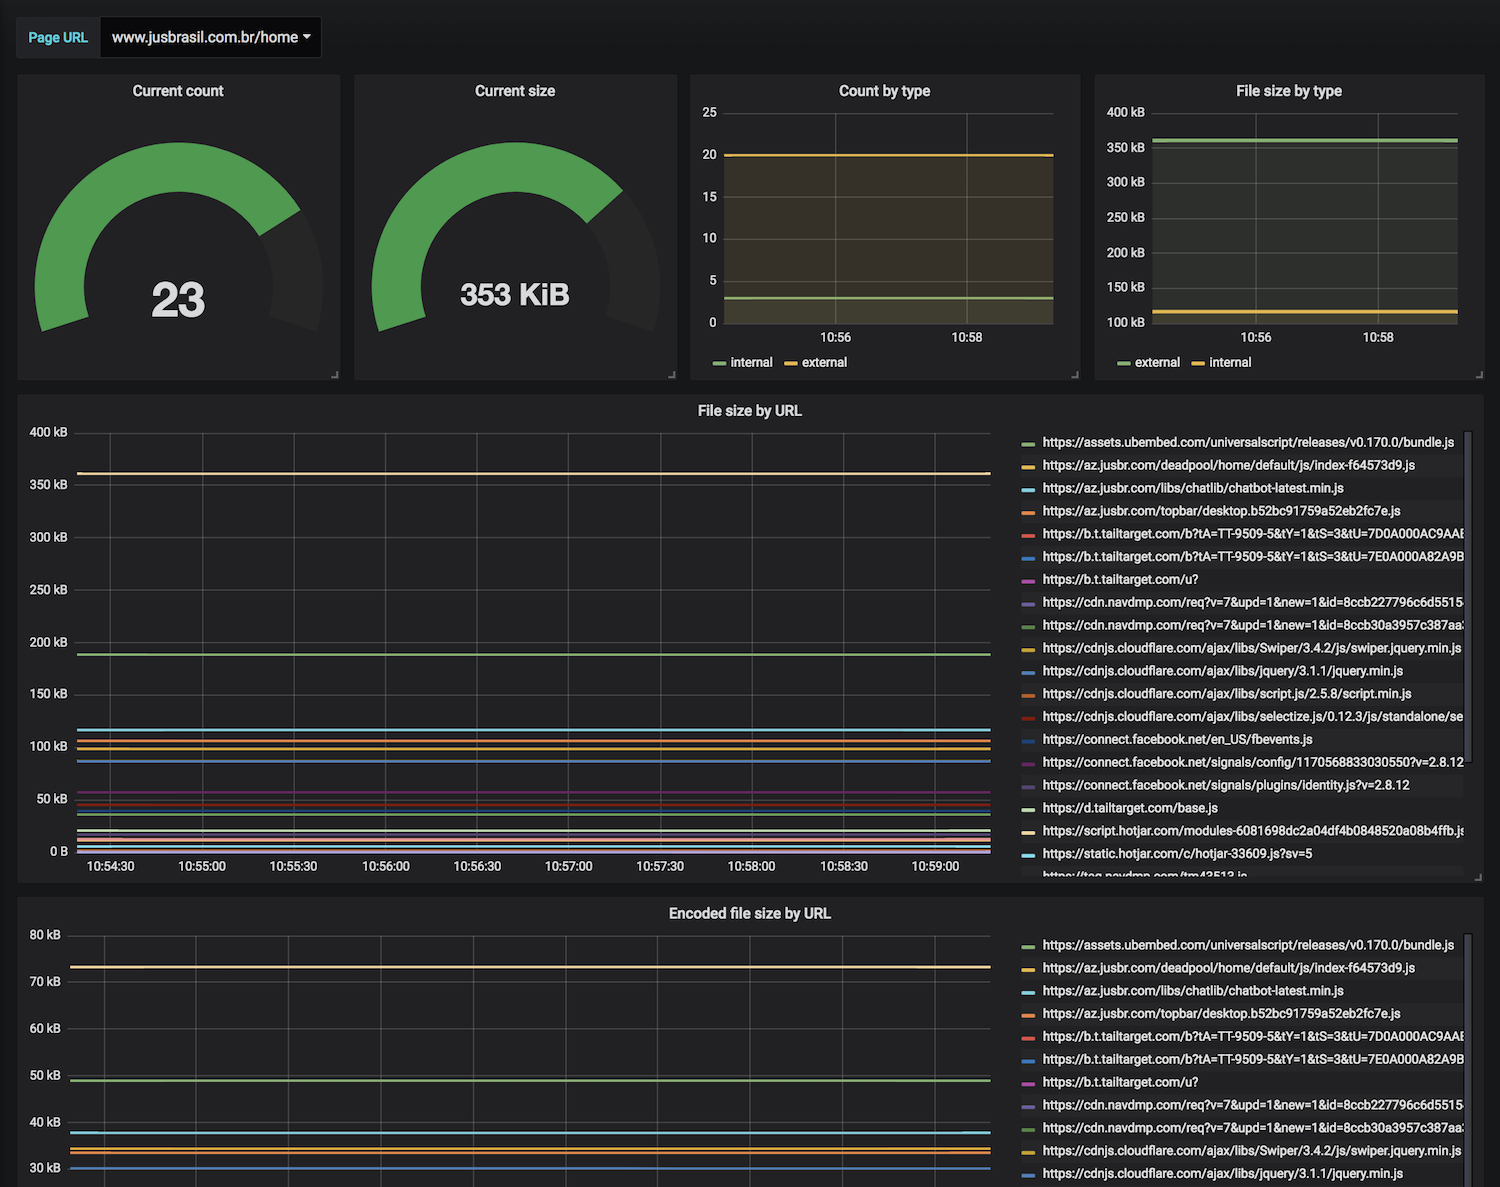 Page URL www.jusbrasil.com.br/home
Current count
23
Current size
353 KiB
Count by type
25
20
15
10
5
0
10:56 10:58
internal external
File size by type
400 kB
350 kB
300 kB
250 kB
200 kB
150 kB
100 kB
10:56 10:58
external internal
File size by URL
400 kB
350 kB
300 kB
250 kB
200 kB
150 kB
100 kB
50 kB
0 B
10:54:30 10:55:00 10:55:30 10:56:00 10:56:30 10:57:00 10:57:30 10:58:00 10:58:30 10:59:00
https://assets.ubembed.com/universalscript/releases/v0.170.0/bundle.js
https://az.jusbr.com/deadpool/home/default/js/index-f64573d9.js
https://az.jusbr.com/libs/chatlib/chatbot-latest.min.js
https://az.jusbr.com/topbar/desktop.b52bc91759a52eb2fc7e.js
https://b.t.tailtarget.com/b?tA=TT-9509-5&tY=1&tS=3&tU=7D0A000AC9AAE
https://b.t.tailtarget.com/b?tA=TT-9509-5&tY=1&tS=3&tU=7E0A000A82A9B
https://b.t.tailtarget.com/u?
https://cdn.navdmp.com/req?v=7&upd=1&new=1&id=8ccb227796c6d5515
https://cdn.navdmp.com/req?v=7&upd=1&new=1&id=8ccb30a3957c387aa
https://cdnjs.cloudflare.com/ajax/libs/Swiper/3.4.2/js/swiper.jquery.min.js
https://cdnjs.cloudflare.com/ajax/libs/jquery/3.1.1/jquery.min.js
https://cdnjs.cloudflare.com/ajax/libs/script.js/2.5.8/script.min.js
https://cdnjs.cloudflare.com/ajax/libs/selectize.js/0.12.3/js/standalone/se
https://connect.facebook.net/en_US/fbevents.js
https://connect.facebook.net/signals/config/1170568833030550?v=2.8.12
https://connect.facebook.net/signals/plugins/identity.js?v=2.8.12
https://d.tailtarget.com/base.js
https://script.hotjar.com/modules-6081698dc2a04df4b0848520a08b4ffb.js
https://static.hotjar.com/c/hotjar-33609.js?sv=5
https://tag.navdmp.com/tm43513.js
Encoded file size by URL
80 kB
70 kB
60 kB
50 kB
40 kB
30 kB
https://assets.ubembed.com/universalscript/releases/v0.170.0/bundle.js
https://az.jusbr.com/deadpool/home/default/js/index-f64573d9.js
https://az.jusbr.com/libs/chatlib/chatbot-latest.min.js
https://az.jusbr.com/topbar/desktop.b52bc91759a52eb2fc7e.js
https://b.t.tailtarget.com/b?tA=TT-9509-5&tY=1&tS=3&tU=7D0A000AC9AAE
https://b.t.tailtarget.com/b?tA=TT-9509-5&tY=1&tS=3&tU=7E0A000A82A9B
https://b.t.tailtarget.com/u?
https://cdn.navdmp.com/req?v=7&upd=1&new=1&id=8ccb227796c6d5515
https://cdn.navdmp.com/req?v=7&upd=1&new=1&id=8ccb30a3957c387aa
https://cdnjs.cloudflare.com/ajax/libs/Swiper/3.4.2/js/swiper.jquery.min.js
https://cdnjs.cloudflare.com/ajax/libs/jquery/3.1.1/jquery.min.js